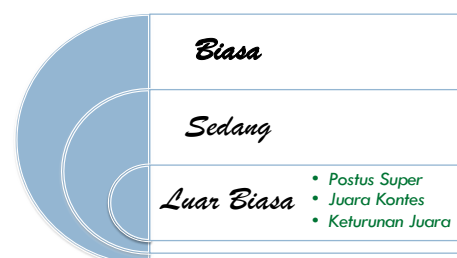 Biasa
Sedang
Luar Biasa
• Postus Super
• Juara Kontes
• Keturunan Juara